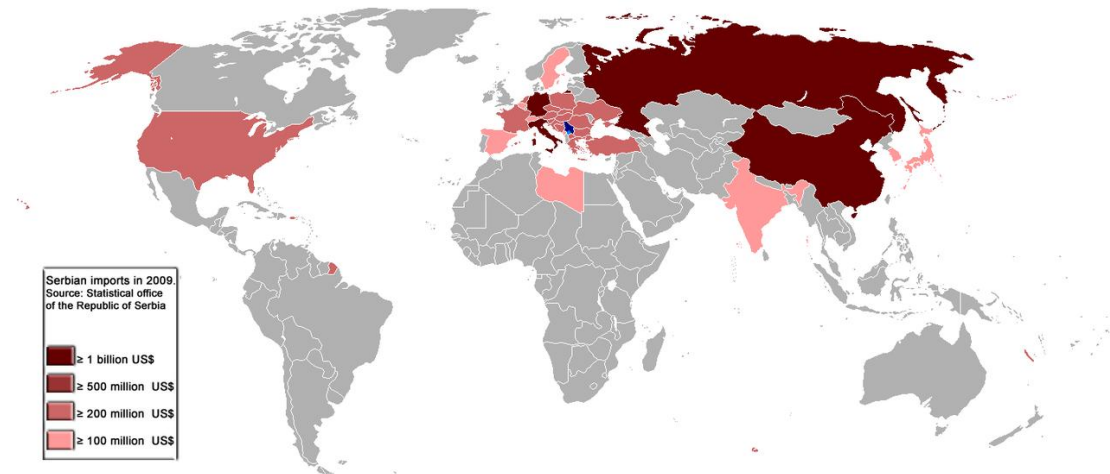 Serbian imports in 2009.
Source: Statistical office
of the Republic of Serbia
≥ 1 billion US$
≥ 500 million US$
≥ 200 million US$
≥ 100 million US$